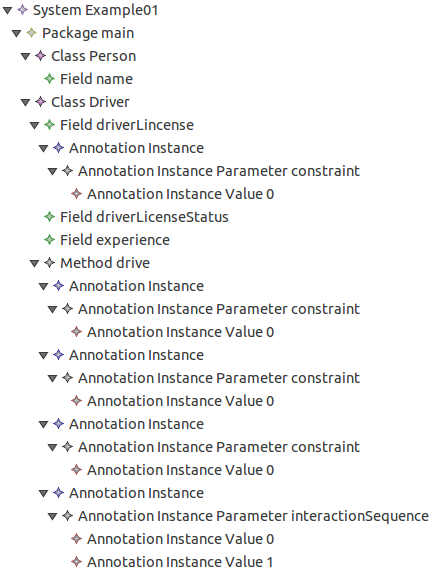 System Example01
Package main
Class Person
Field name
Class Driver
Field driverLincense
Annotation Instance
Annotation Instance Parameter constraint
Annotation Instance Value 0
Field driverLicenseStatus
Field experience
Method drive
Annotation Instance
Annotation Instance Parameter constraint
Annotation Instance Value 0
Annotation Instance
Annotation Instance Parameter constraint
Annotation Instance Value 0
Annotation Instance
Annotation Instance Parameter constraint
Annotation Instance Value 0
Annotation Instance
Annotation Instance Parameter interactionSequence
Annotation Instance Value 0
Annotation Instance Value 1